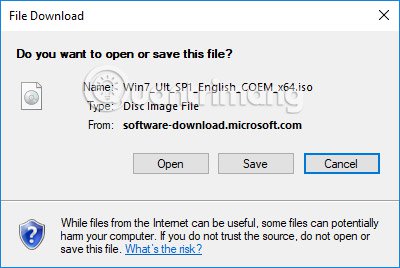 File Download
Do you want to open or save this file?
Name: Win7_Ult_SP1_English_COEM_x64.iso
Type: Disc Image File
From: software-download.microsoft.com
quantrimang
Open Save Cancel
While files from the Internet can be useful, some files can potentially
harm your computer. If you do not trust the source, do not open or
save this file. What's the risk?